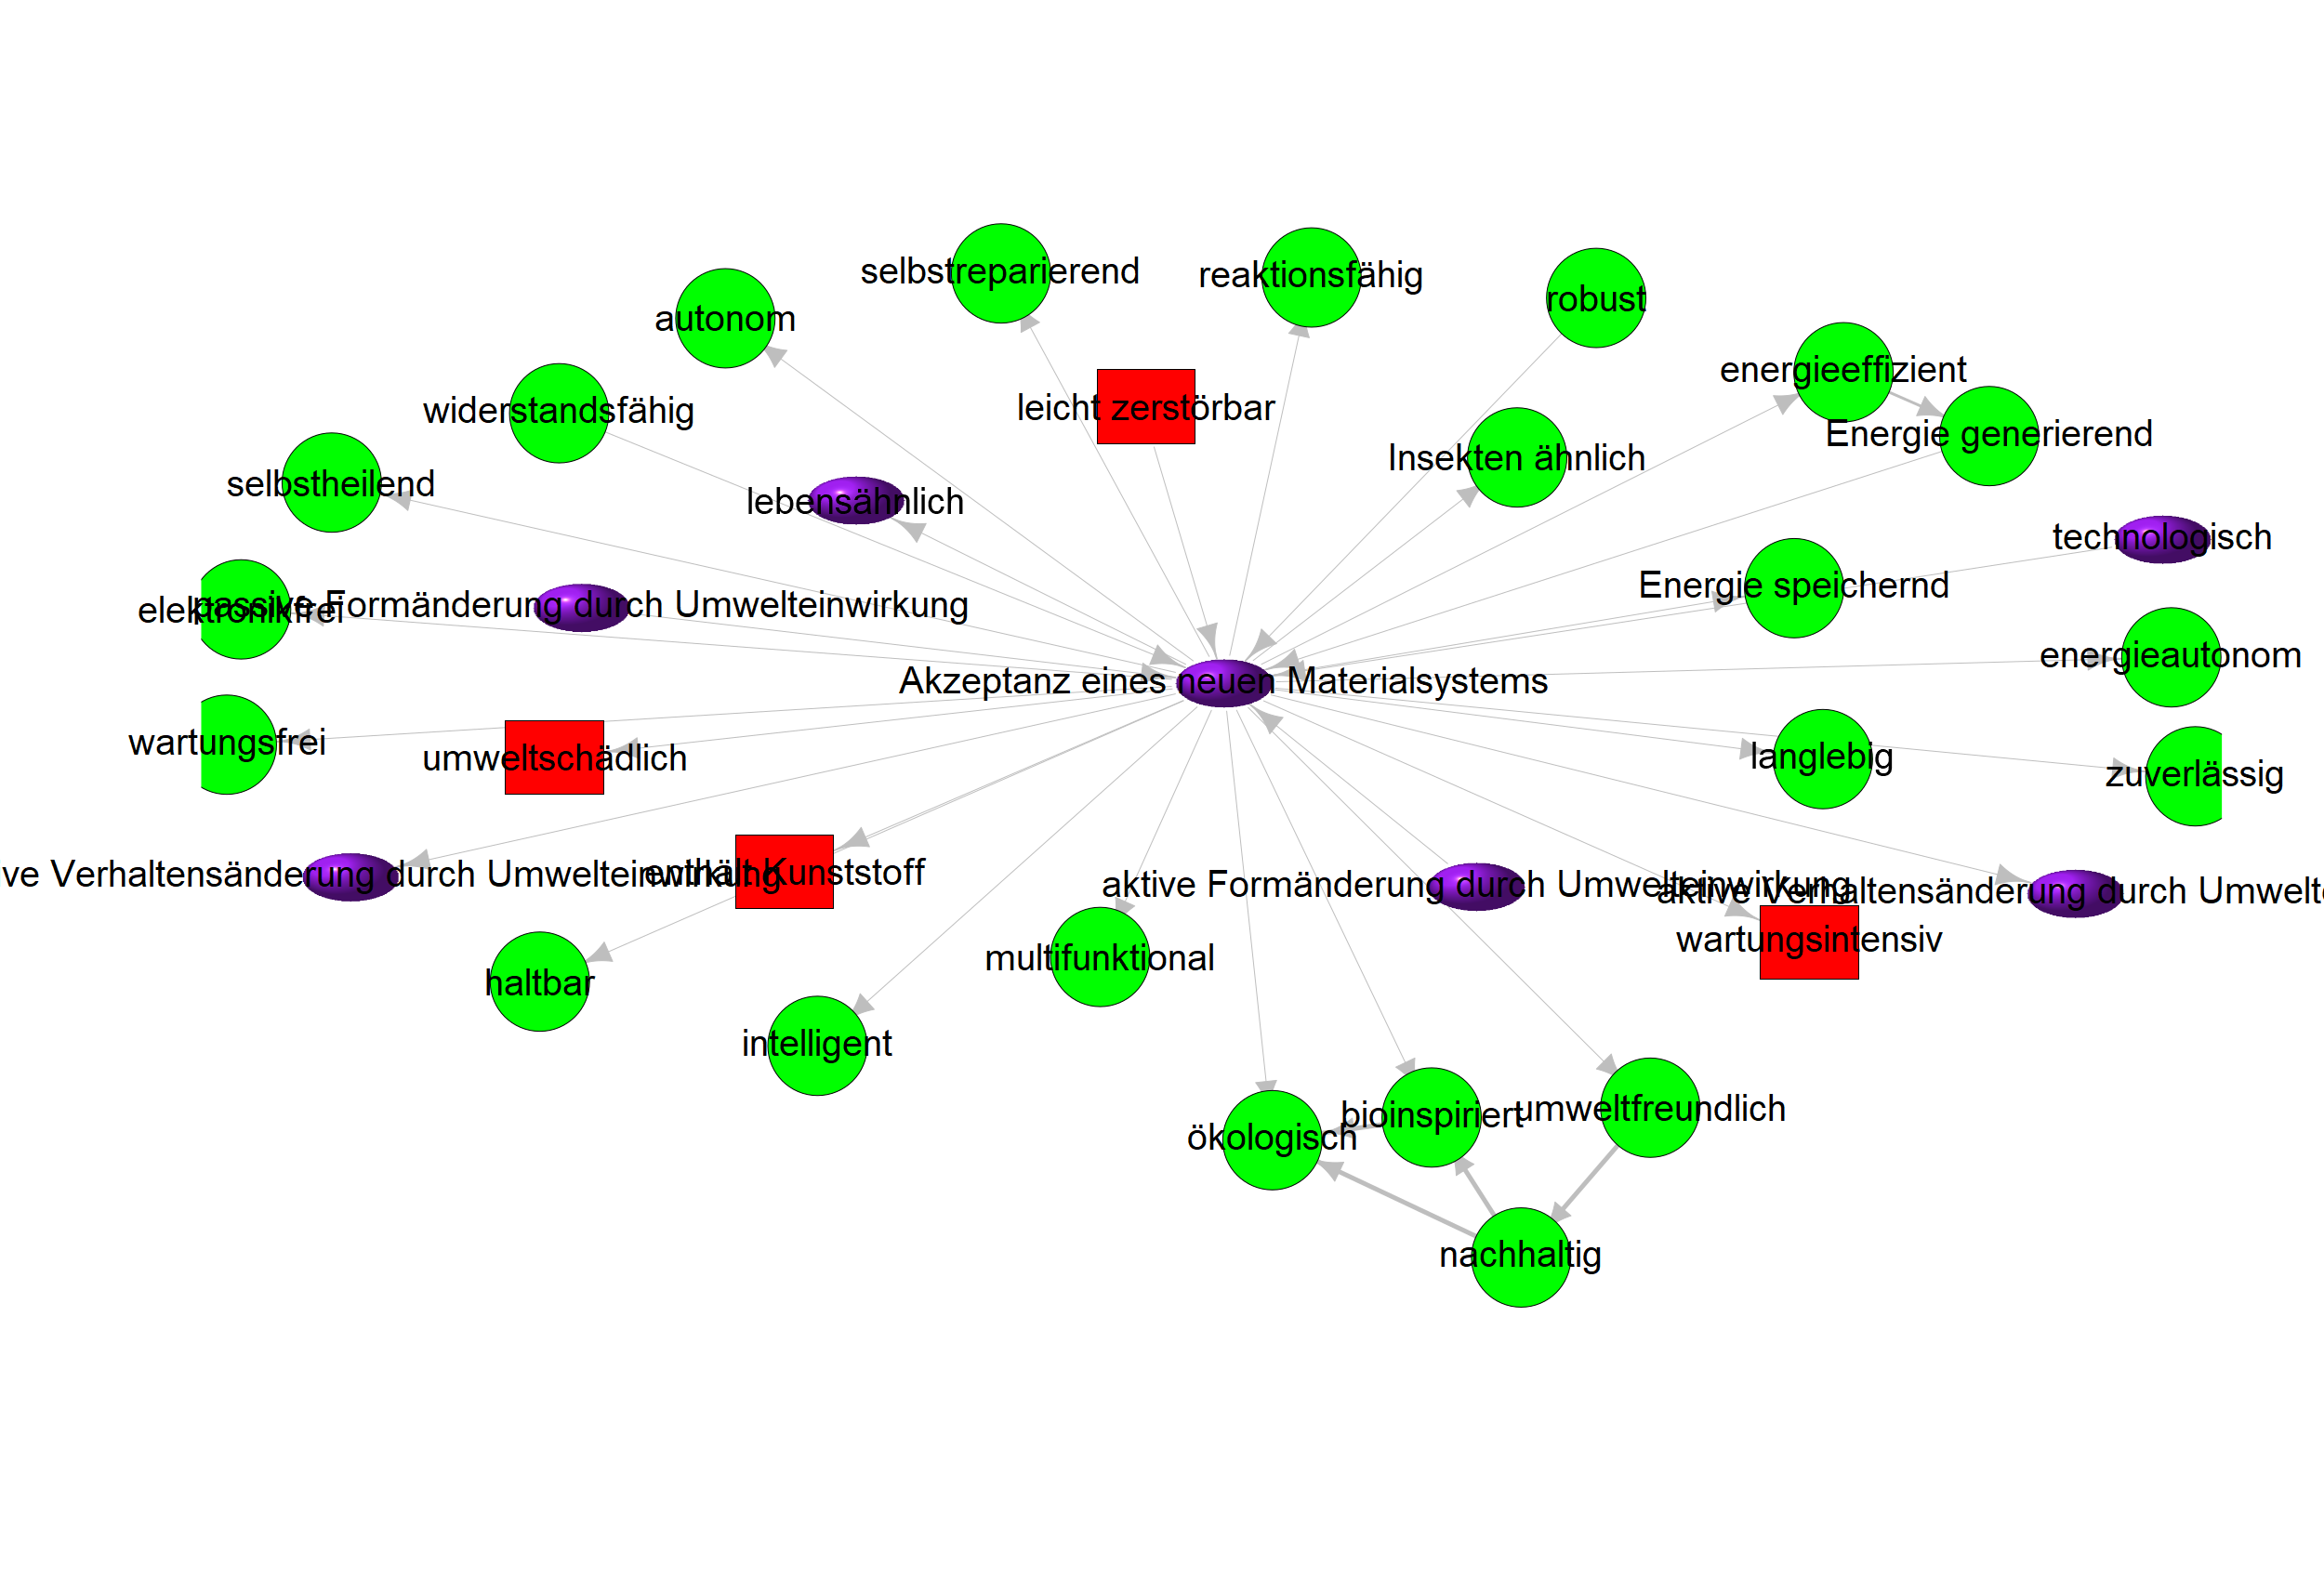 selbstreparierend
reaktionsfähig
robust
autonom
energieeffizient
widerstandsfähig
leicht zerstörbar
Energie generierend
Insekten ähnlich
selbstheilend
lebensähnlich
technologisch
Energie speichernd
elektronikfrei
passive Formänderung durch Umwelteinwirkung
energieautonom
Akzeptanz eines neuen Materialsystems
wartungsfrei
umweltschädlich
langlebig
zuverlässig
ve Verhaltensänderung durch Umwelteinwirkung
enthält Kunststoff
aktive Formänderung durch Umwelteinwirkung
aktive Verhaltensänderung durch Umwelte
wartungsintensiv
multifunktional
haltbar
intelligent
bioinspiriert
umweltfreundlich
ökologisch
nachhaltig